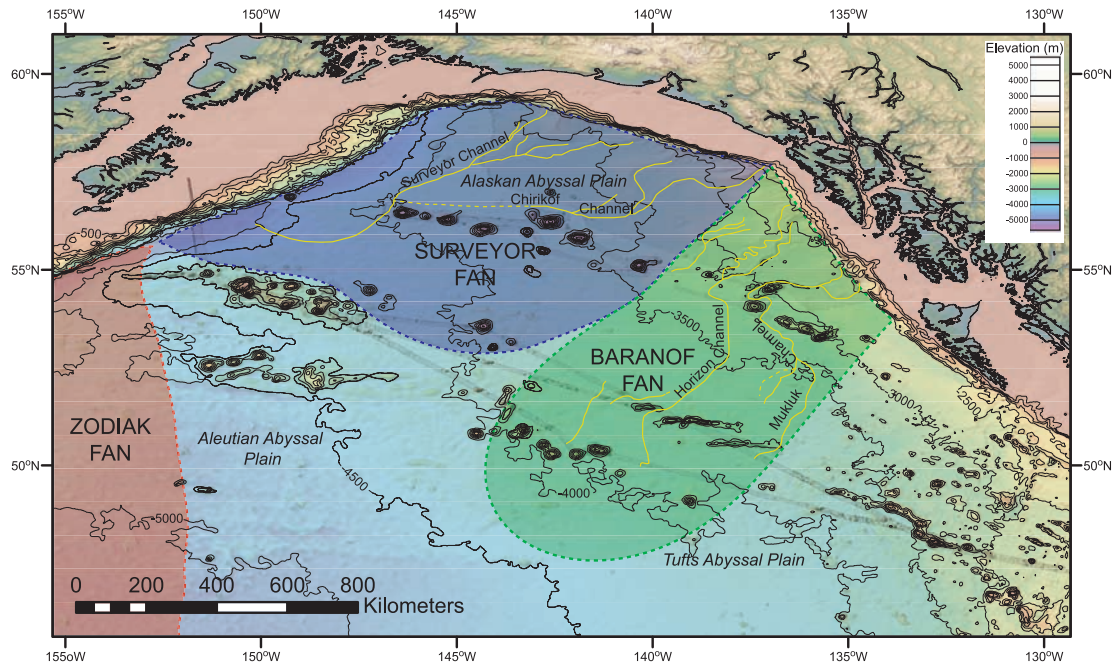 155°W
150°W
145°W
140°W
135°W
130°W
60°N
60°N
Elevation (m)
5000
4000
3000
2000
1000
0
-1000
-2000
-3000
-4000
-5000
Surveyor Channel
Alaskan Abyssal Plain
Chirikof Channel
-500
SURVEYOR
FAN
55°N
55°N
3500
BARANOF
FAN
Horizon Channel
Channel
Mukluk
3000
2500
ZODIAK
FAN
Aleutian Abyssal
Plain
50°N
50°N
4500
-4000
-5000
Tufts Abyssal Plain
0 200 400 600 800
Kilometers
155°W
150°W
145°W
140°W
135°W
130°W